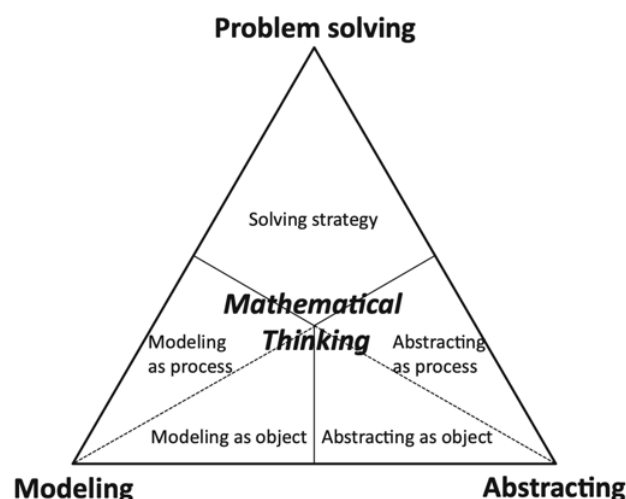 Problem solving
Solving strategy
Mathematical
Thinking
Modeling
as process
Abstracting
as process
Modeling as object
Abstracting as object
Modeling
Abstracting